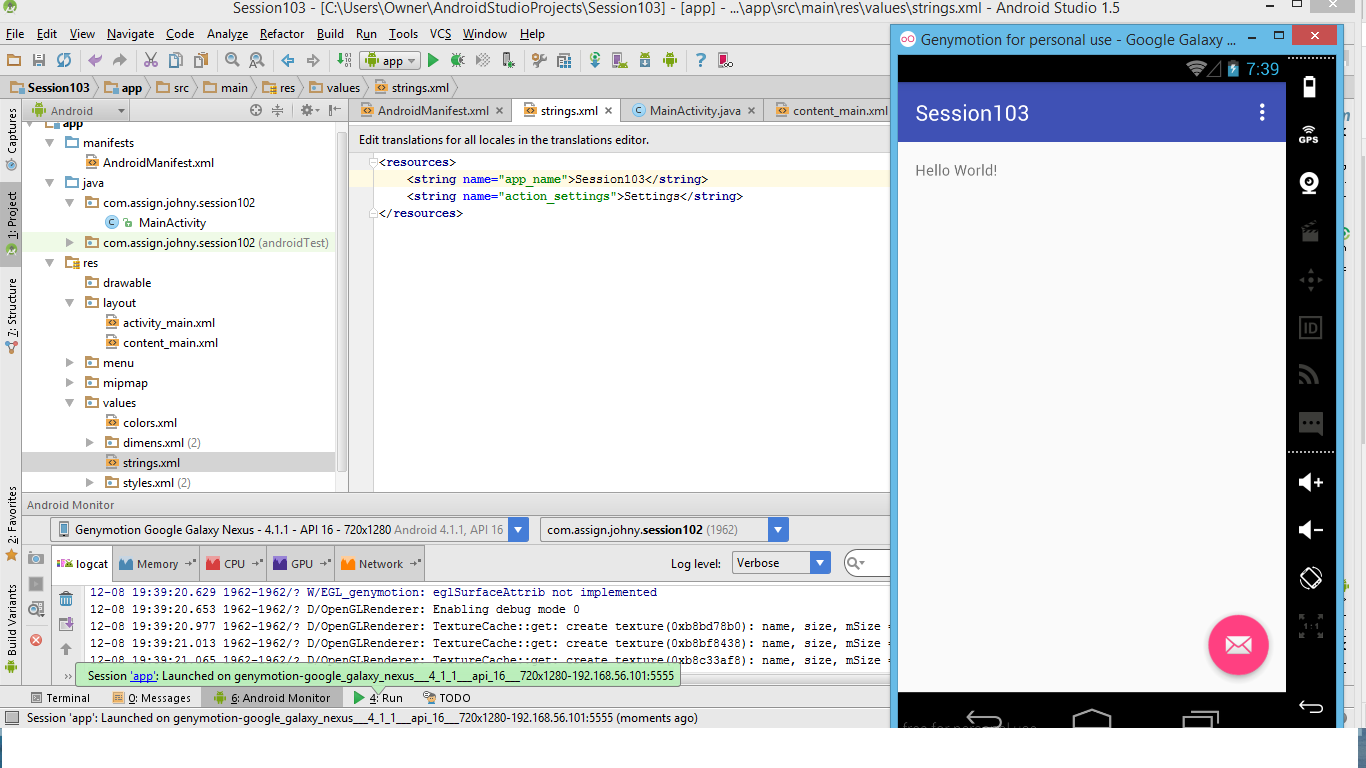 Session103 - [C:\Users\Owner\AndroidStudioProjects\Session103] - [app] - ...\app\src\main\res\values\strings.xml - Android Studio 1.5
File Edit View Navigate Code Analyze Refactor Build Run Tools VCS Window Help
app
Session103 app src main res values strings.xml
Android
AndroidManifest.xml strings.xml MainActivity.java content_main.xml
Captures
1: Project
7: Structure
2: Favorites
Build Variants
app
manifests
AndroidManifest.xml
java
com.assign.johny.session102
MainActivity
com.assign.johny.session102 (androidTest)
res
drawable
layout
activity_main.xml
content_main.xml
menu
mipmap
values
colors.xml
dimens.xml (2)
strings.xml
styles.xml (2)
Edit translations for all locales in the translations editor.
<resources>
<string name="app_name">Session103</string>
<string name="action_settings">Settings</string>
</resources>
Android Monitor
Genymotion Google Galaxy Nexus - 4.1.1 - API 16 - 720x1280 Android 4.1.1, API 16
com.assign.johny.session102 (1962)
logcat Memory CPU GPU Network
Log level: Verbose
12-08 19:39:20.629 1962-1962/? W/EGL_genymotion: eglSurfaceAttrib not implemented
12-08 19:39:20.653 1962-1962/? D/OpenGLRenderer: Enabling debug mode 0
12-08 19:39:20.977 1962-1962/? D/OpenGLRenderer: TextureCache::get: create texture(0xb8bd78b0): name, size, mSize =
12-08 19:39:21.013 1962-1962/? D/OpenGLRenderer: TextureCache::get: create texture(0xb8bf8438): name, size, mSize =
12-08 19:39:21.065 1962-1962/? D/OpenGLRenderer: TextureCache::get: create texture(0xb8c33af8): name, size, mSize =
Session 'app': Launched on genymotion-google_galaxy_nexus___4_1_1___api_16___720x1280-192.168.56.101:5555
Terminal 0: Messages 6: Android Monitor 4: Run TODO
Session 'app': Launched on genymotion-google_galaxy_nexus___4_1_1___api_16___720x1280-192.168.56.101:5555 (moments ago)
Genymotion for personal use - Google Galaxy ...
7:39
Session103
Hello World!
GPS
ID
1:1
free for personal use